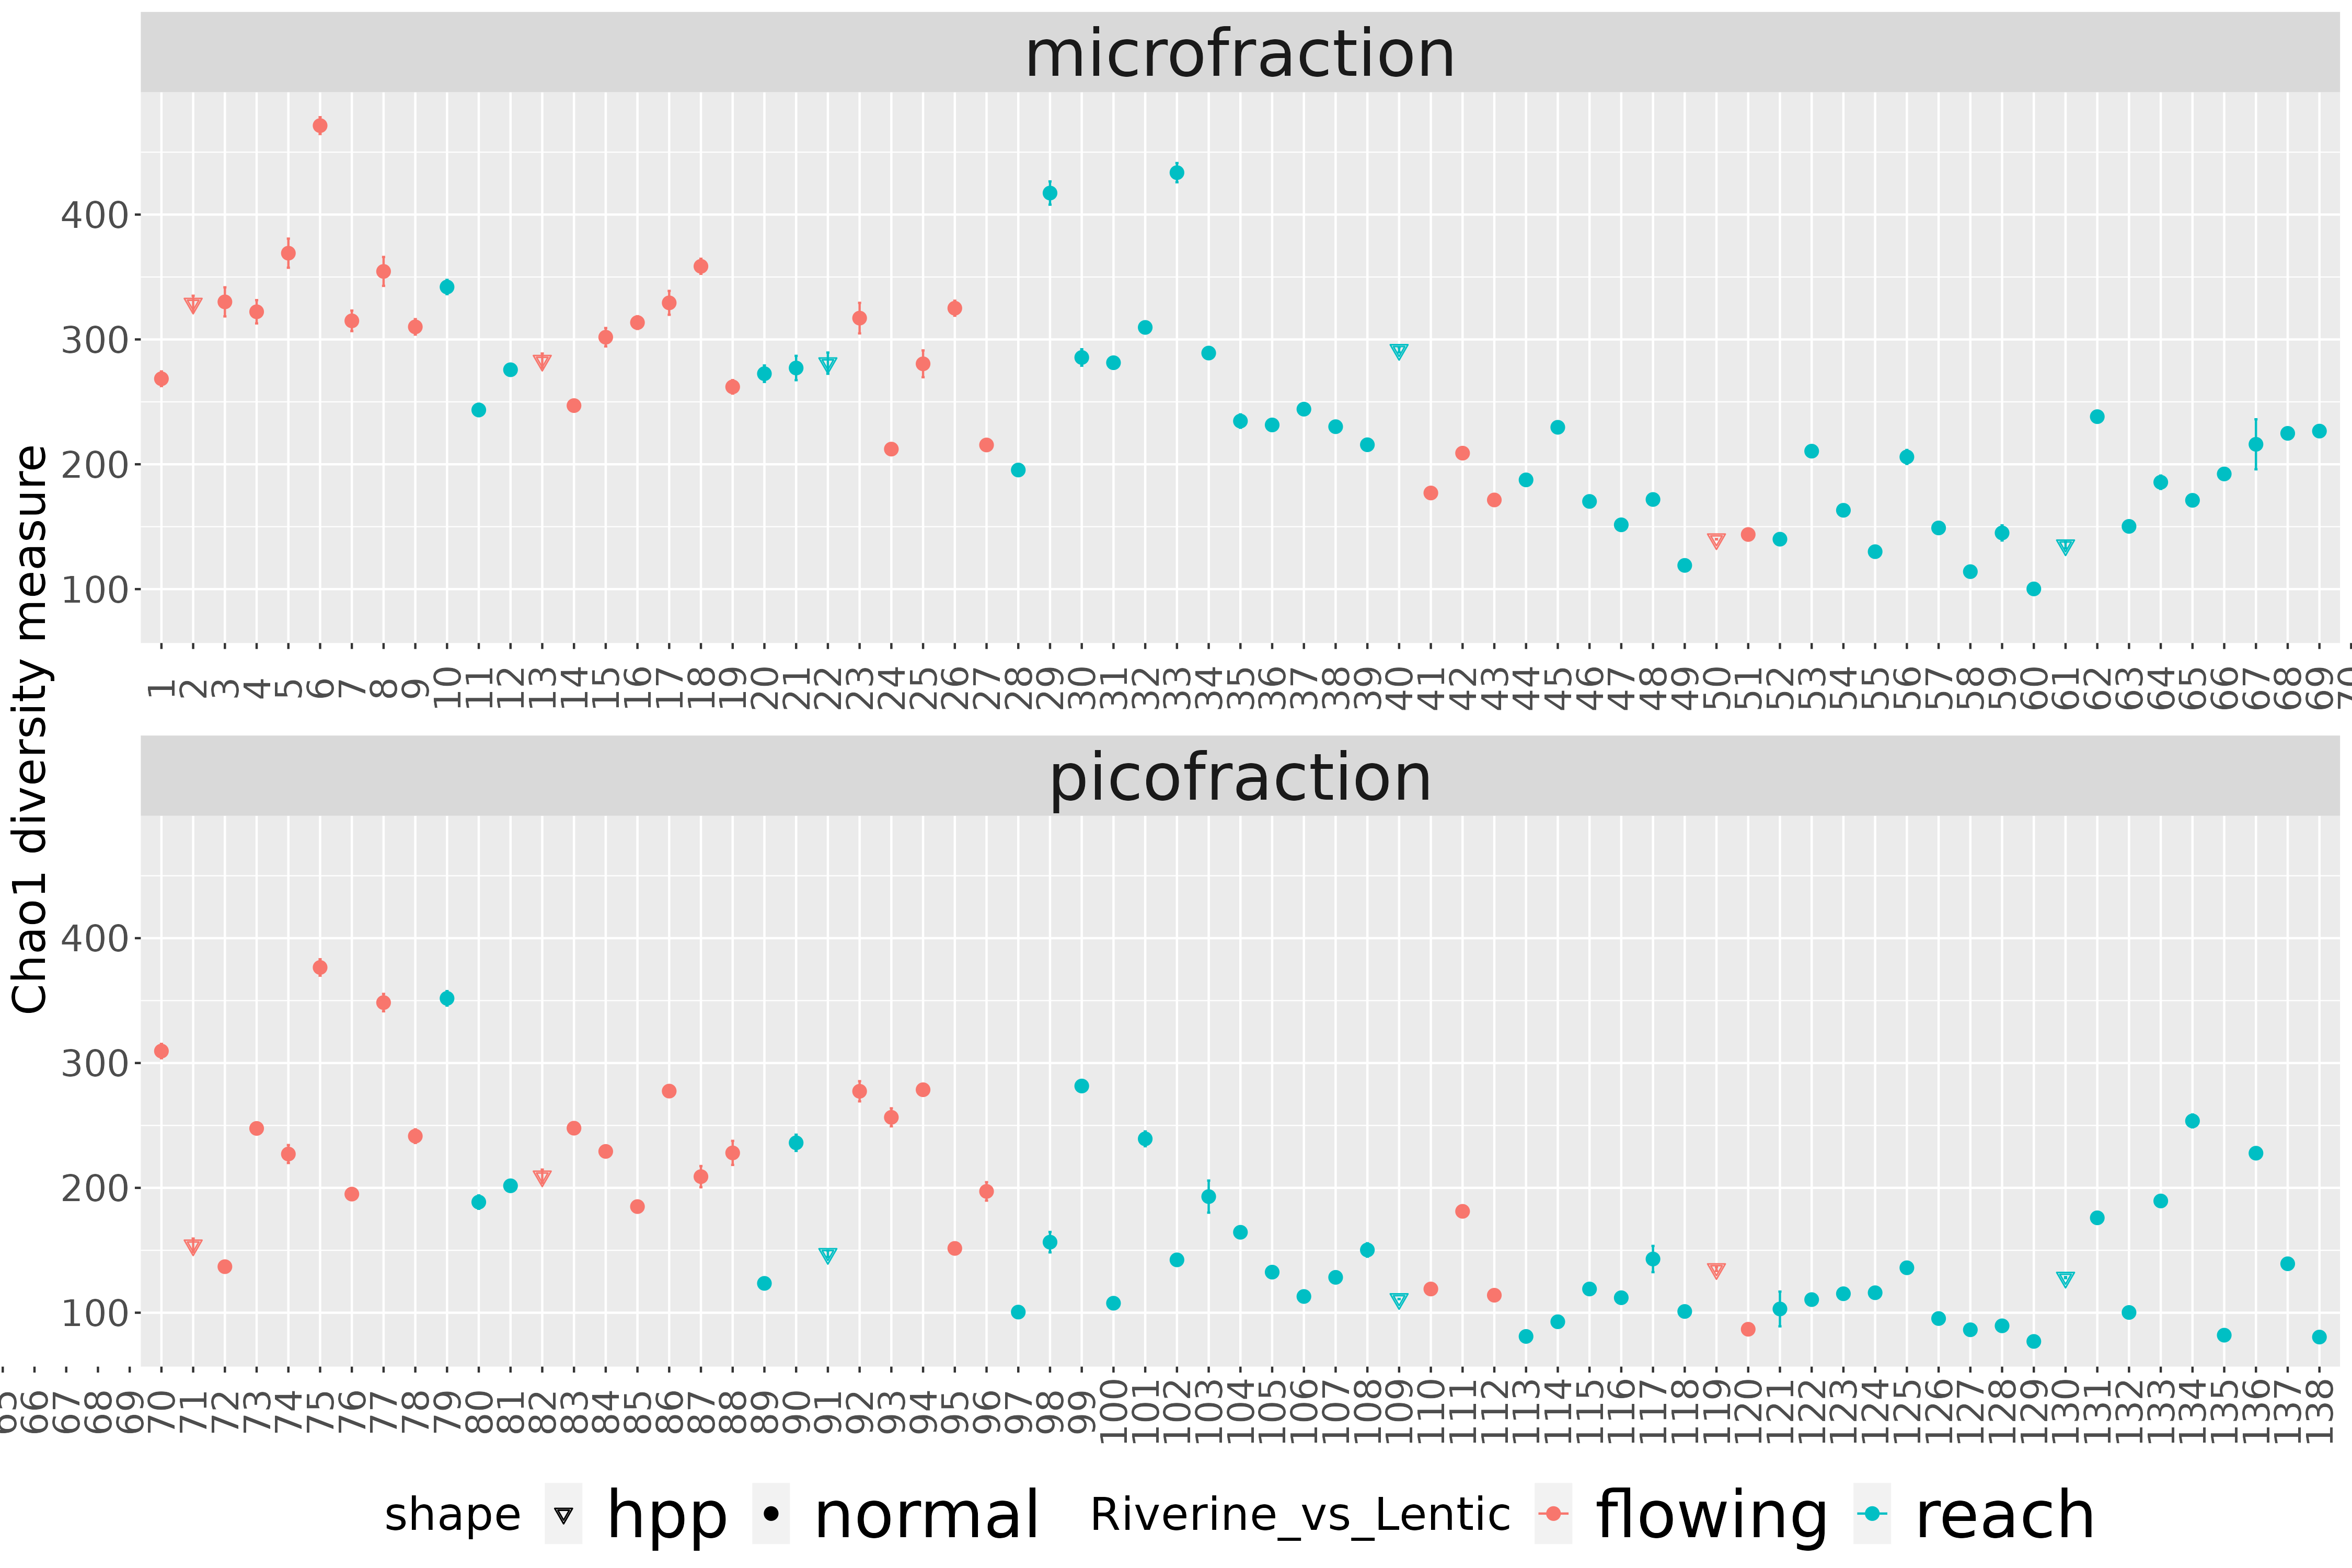 microfraction
Chao1 diversity measure
400
300
200
100
1 2 3 4 5 6 7 8 9 10 11 12 13 14 15 16 17 18 19 20 21 22 23 24 25 26 27 28 29 30 31 32 33 34 35 36 37 38 39 40 41 42 43 44 45 46 47 48 49 50 51 52 53 54 55 56 57 58 59 60 61 62 63 64 65 66 67 68 69 70
picofraction
400
300
200
100
65 66 67 68 69 70 71 72 73 74 75 76 77 78 79 80 81 82 83 84 85 86 87 88 89 90 91 92 93 94 95 96 97 98 99 100 101 102 103 104 105 106 107 108 109 110 111 112 113 114 115 116 117 118 119 120 121 122 123 124 125 126 127 128 129 130 131 132 133 134 135 136 137 138
shape hpp normal Riverine_vs_Lentic flowing reach